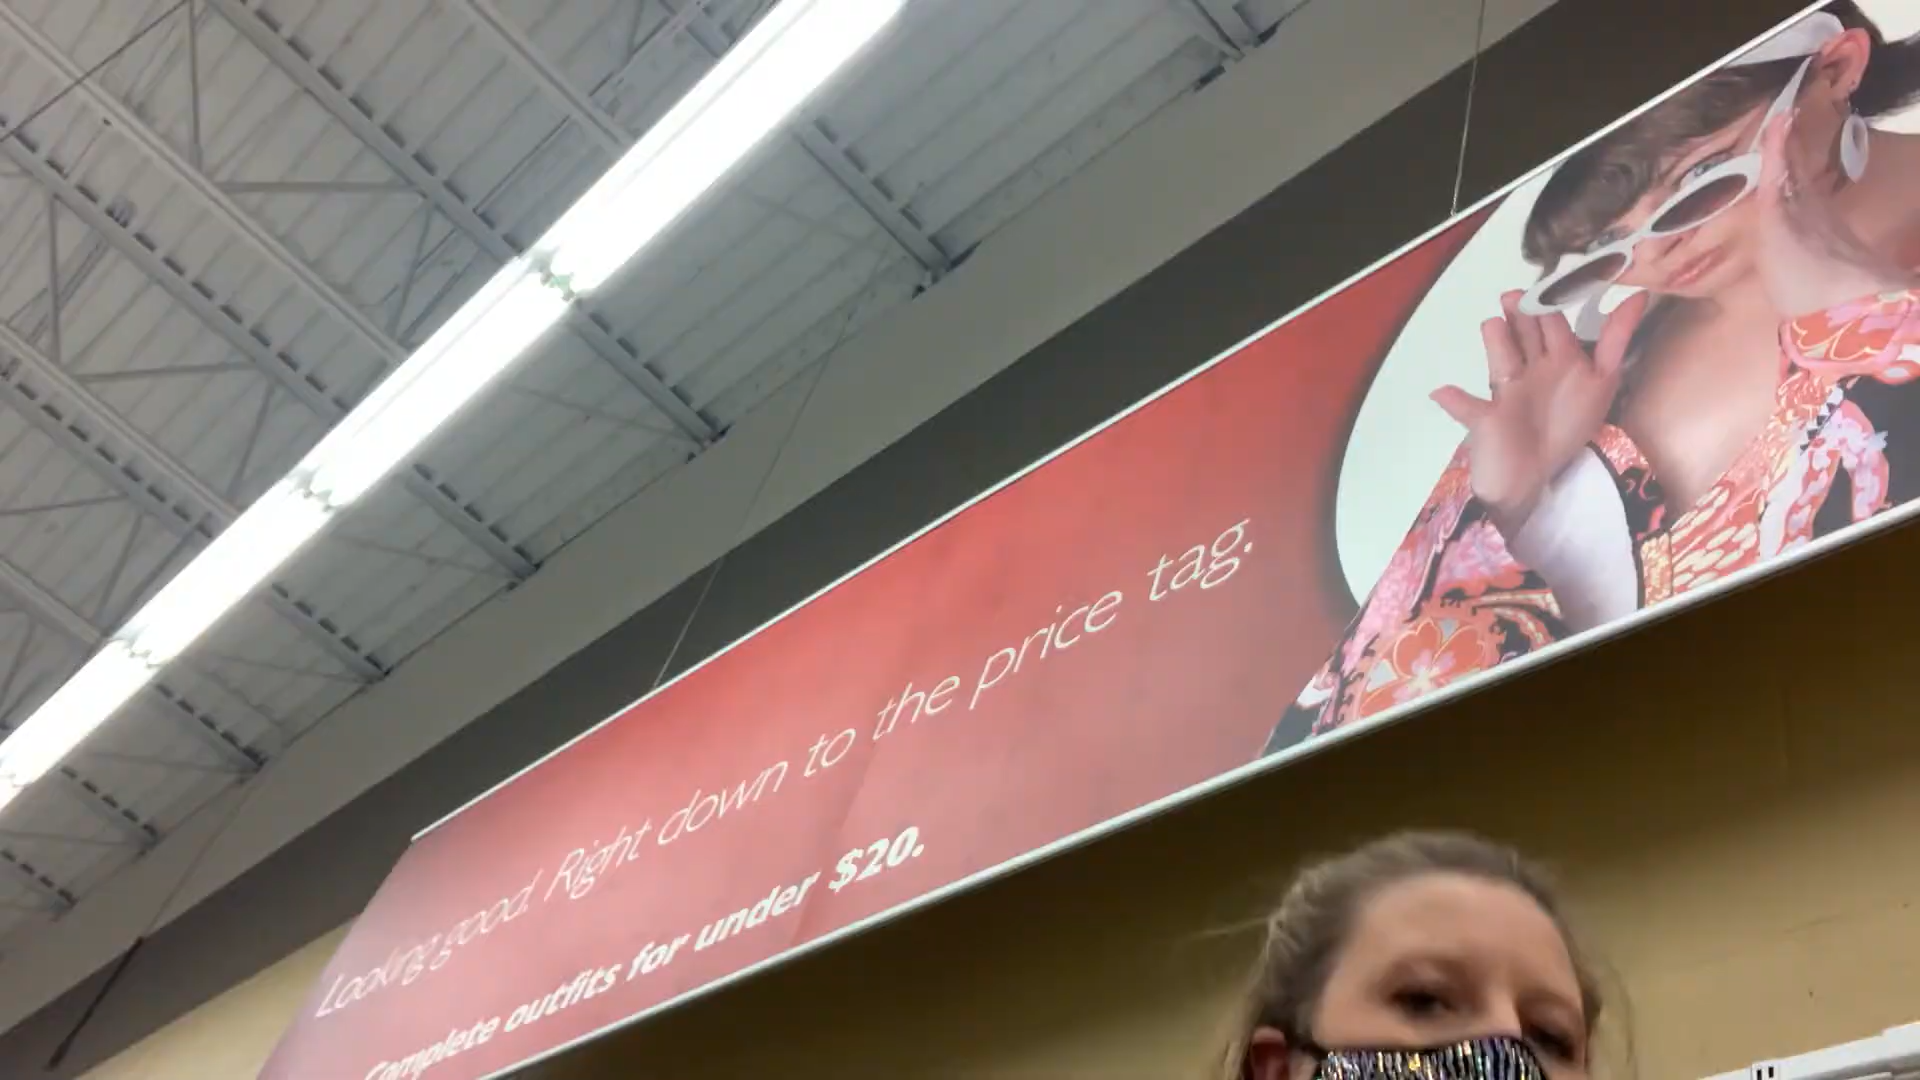 Looking good. Right down to the price tag.
Complete outfits for under $20.